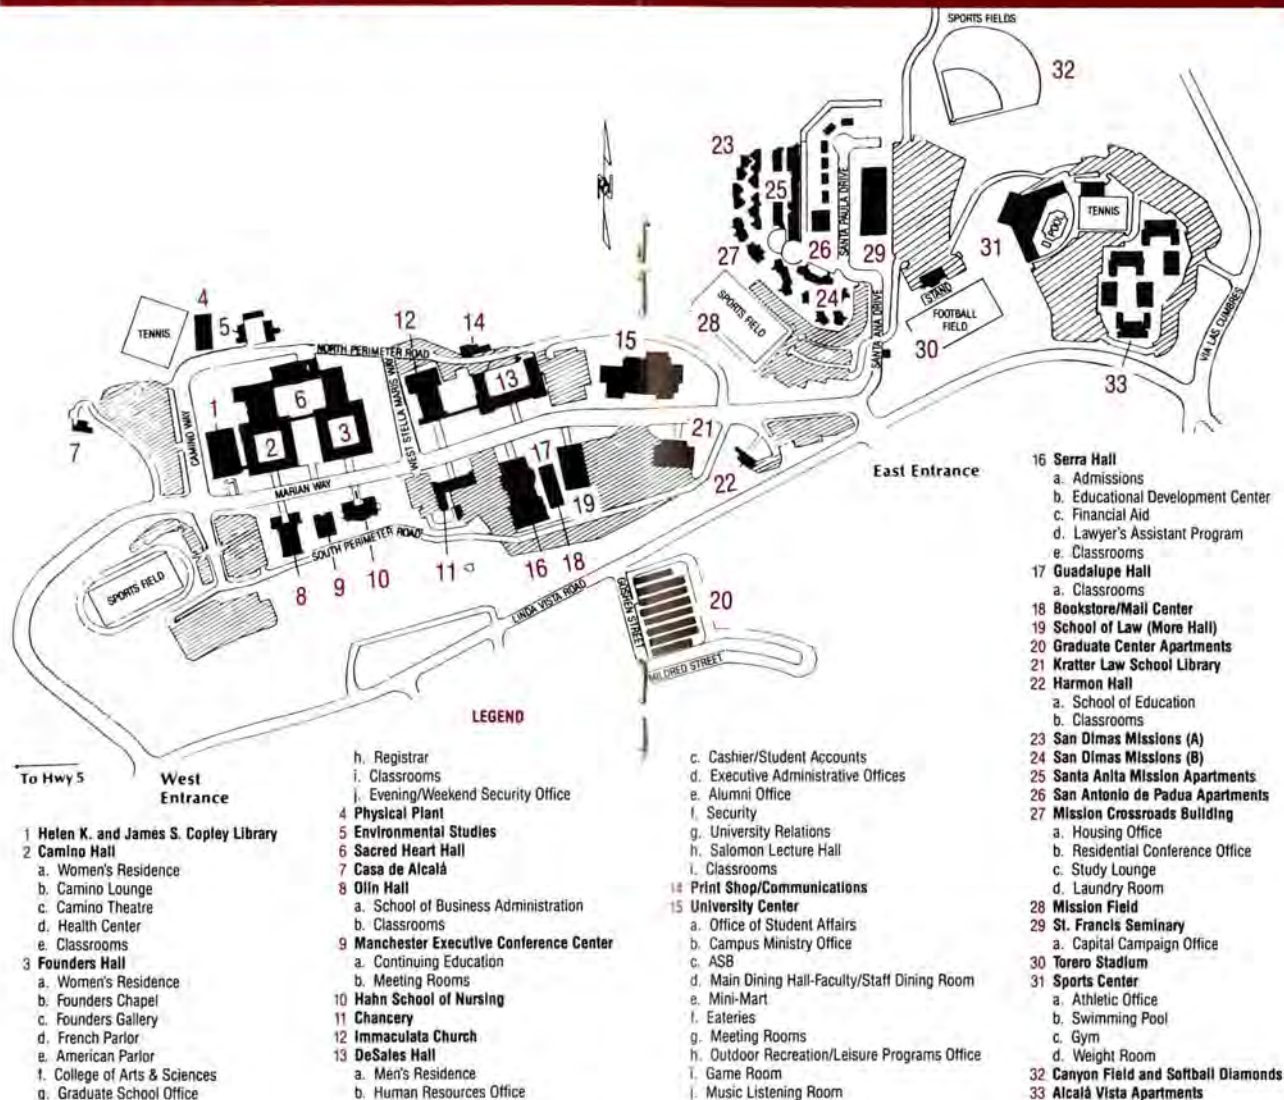 SPORTS FIELDS
32
23
25
SANTA PAULA DRIVE
TENNIS
POOL
31
26
29
27
24
4
5
TENNIS
12
14
15
28
SPORTS FIELD
STAND
FOOTBALL FIELD
SANTA ANA DRIVE
30
VIA LAS CUMBRES
33
NORTH PERIMETER ROAD
WEST STELLA MARIS WAY
13
1
6
2
3
CAMINO WAY
7
MARIAN WAY
17
19
21
22
East Entrance
SPORTS FIELD
SOUTH PERIMETER ROAD
8
9
10
11
16
18
LINDA VISTA ROAD
GOSHEN STREET
20
MILDRED STREET
LEGEND
To Hwy 5
West
Entrance
1 Helen K. and James S. Copley Library
2 Camino Hall
a. Women's Residence
b. Camino Lounge
c. Camino Theatre
d. Health Center
e. Classrooms
3 Founders Hall
a. Women's Residence
b. Founders Chapel
c. Founders Gallery
d. French Parlor
e. American Parlor
f. College of Arts & Sciences
g. Graduate School Office
h. Registrar
i. Classrooms
j. Evening/Weekend Security Office
4 Physical Plant
5 Environmental Studies
6 Sacred Heart Hall
7 Casa de Alcalá
8 Olin Hall
a. School of Business Administration
b. Classrooms
9 Manchester Executive Conference Center
a. Continuing Education
b. Meeting Rooms
10 Hahn School of Nursing
11 Chancery
12 Immaculata Church
13 DeSales Hall
a. Men's Residence
b. Human Resources Office
c. Cashier/Student Accounts
d. Executive Administrative Offices
e. Alumni Office
f. Security
g. University Relations
h. Salomon Lecture Hall
i. Classrooms
14 Print Shop/Communications
15 University Center
a. Office of Student Affairs
b. Campus Ministry Office
c. ASB
d. Main Dining Hall-Faculty/Staff Dining Room
e. Mini-Mart
f. Eateries
g. Meeting Rooms
h. Outdoor Recreation/Leisure Programs Office
i. Game Room
j. Music Listening Room
16 Serra Hall
a. Admissions
b. Educational Development Center
c. Financial Aid
d. Lawyer's Assistant Program
e. Classrooms
17 Guadalupe Hall
a. Classrooms
18 Bookstore/Mail Center
19 School of Law (More Hall)
20 Graduate Center Apartments
21 Kratter Law School Library
22 Harmon Hall
a. School of Education
b. Classrooms
23 San Dimas Missions (A)
24 San Dimas Missions (B)
25 Santa Anita Mission Apartments
26 San Antonio de Padua Apartments
27 Mission Crossroads Building
a. Housing Office
b. Residential Conference Office
c. Study Lounge
d. Laundry Room
28 Mission Field
29 St. Francis Seminary
a. Capital Campaign Office
30 Torero Stadium
31 Sports Center
a. Athletic Office
b. Swimming Pool
c. Gym
d. Weight Room
32 Canyon Field and Softball Diamonds
33 Alcalá Vista Apartments